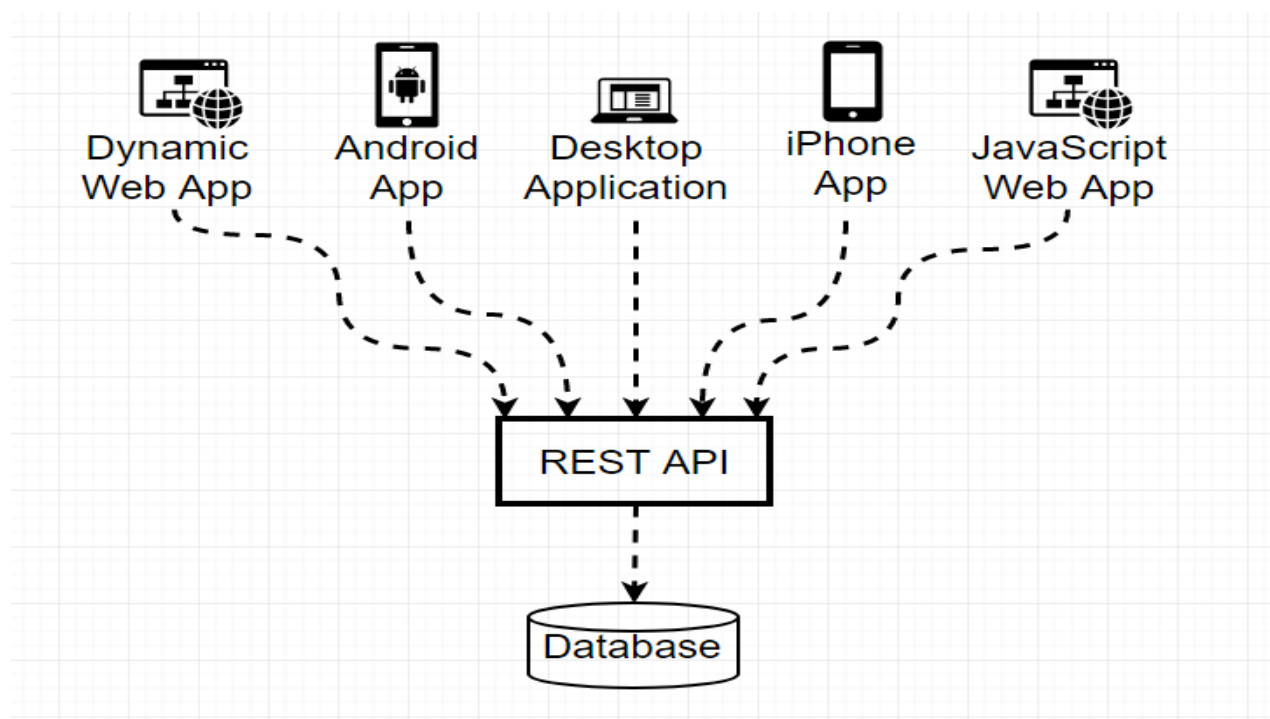 Dynamic
Web App
Android
App
Desktop
Application
iPhone
App
JavaScript
Web App
REST API
Database